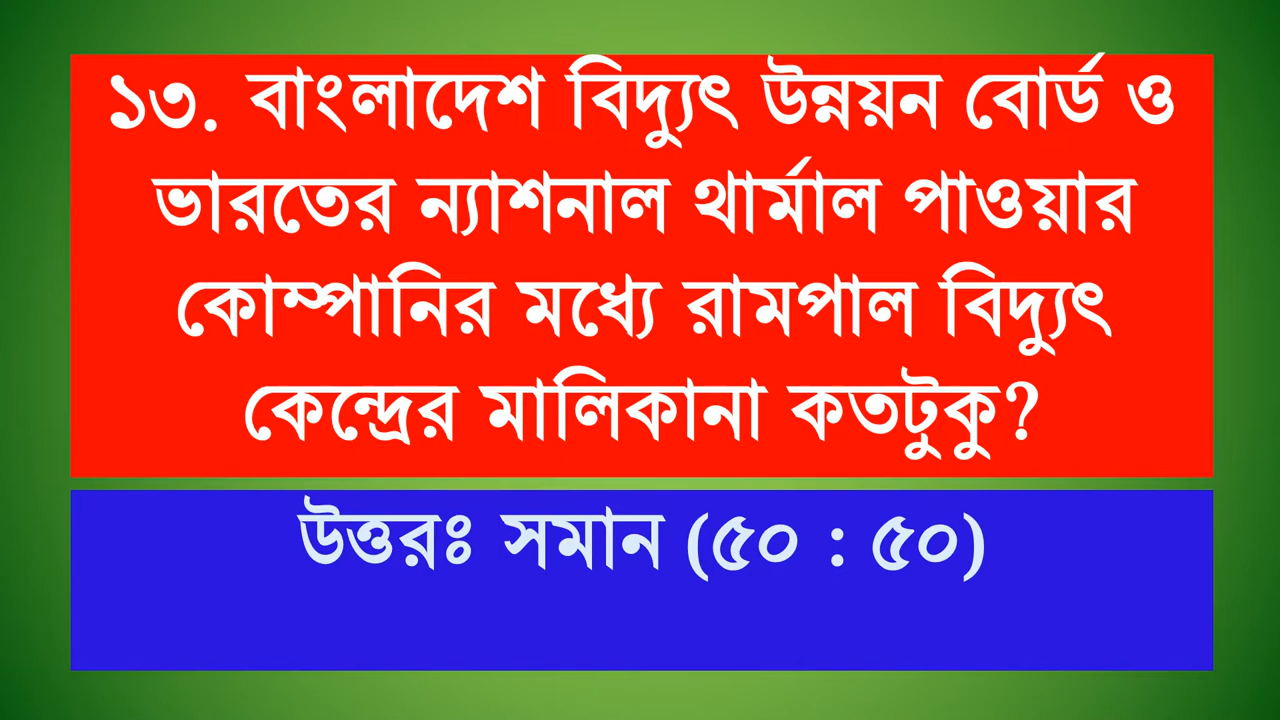 ১৩. বাংলাদেশ বিদ্যুৎ উন্নয়ন বোর্ড ও
ভারতের ন্যাশনাল থার্মাল পাওয়ার
কোম্পানির মধ্যে রামপাল বিদ্যুৎ
কেন্দ্রের মালিকানা কতটুকু?
উত্তরঃ সমান (৫০ : ৫০)